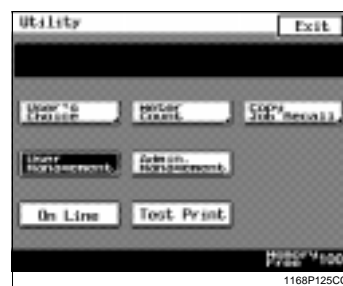 Utility
Exit
User's Choice
Meter Count
Copy Job Recall
User Management
Admin. Management
On Line
Test Print
Memory Free 100
1168P125C